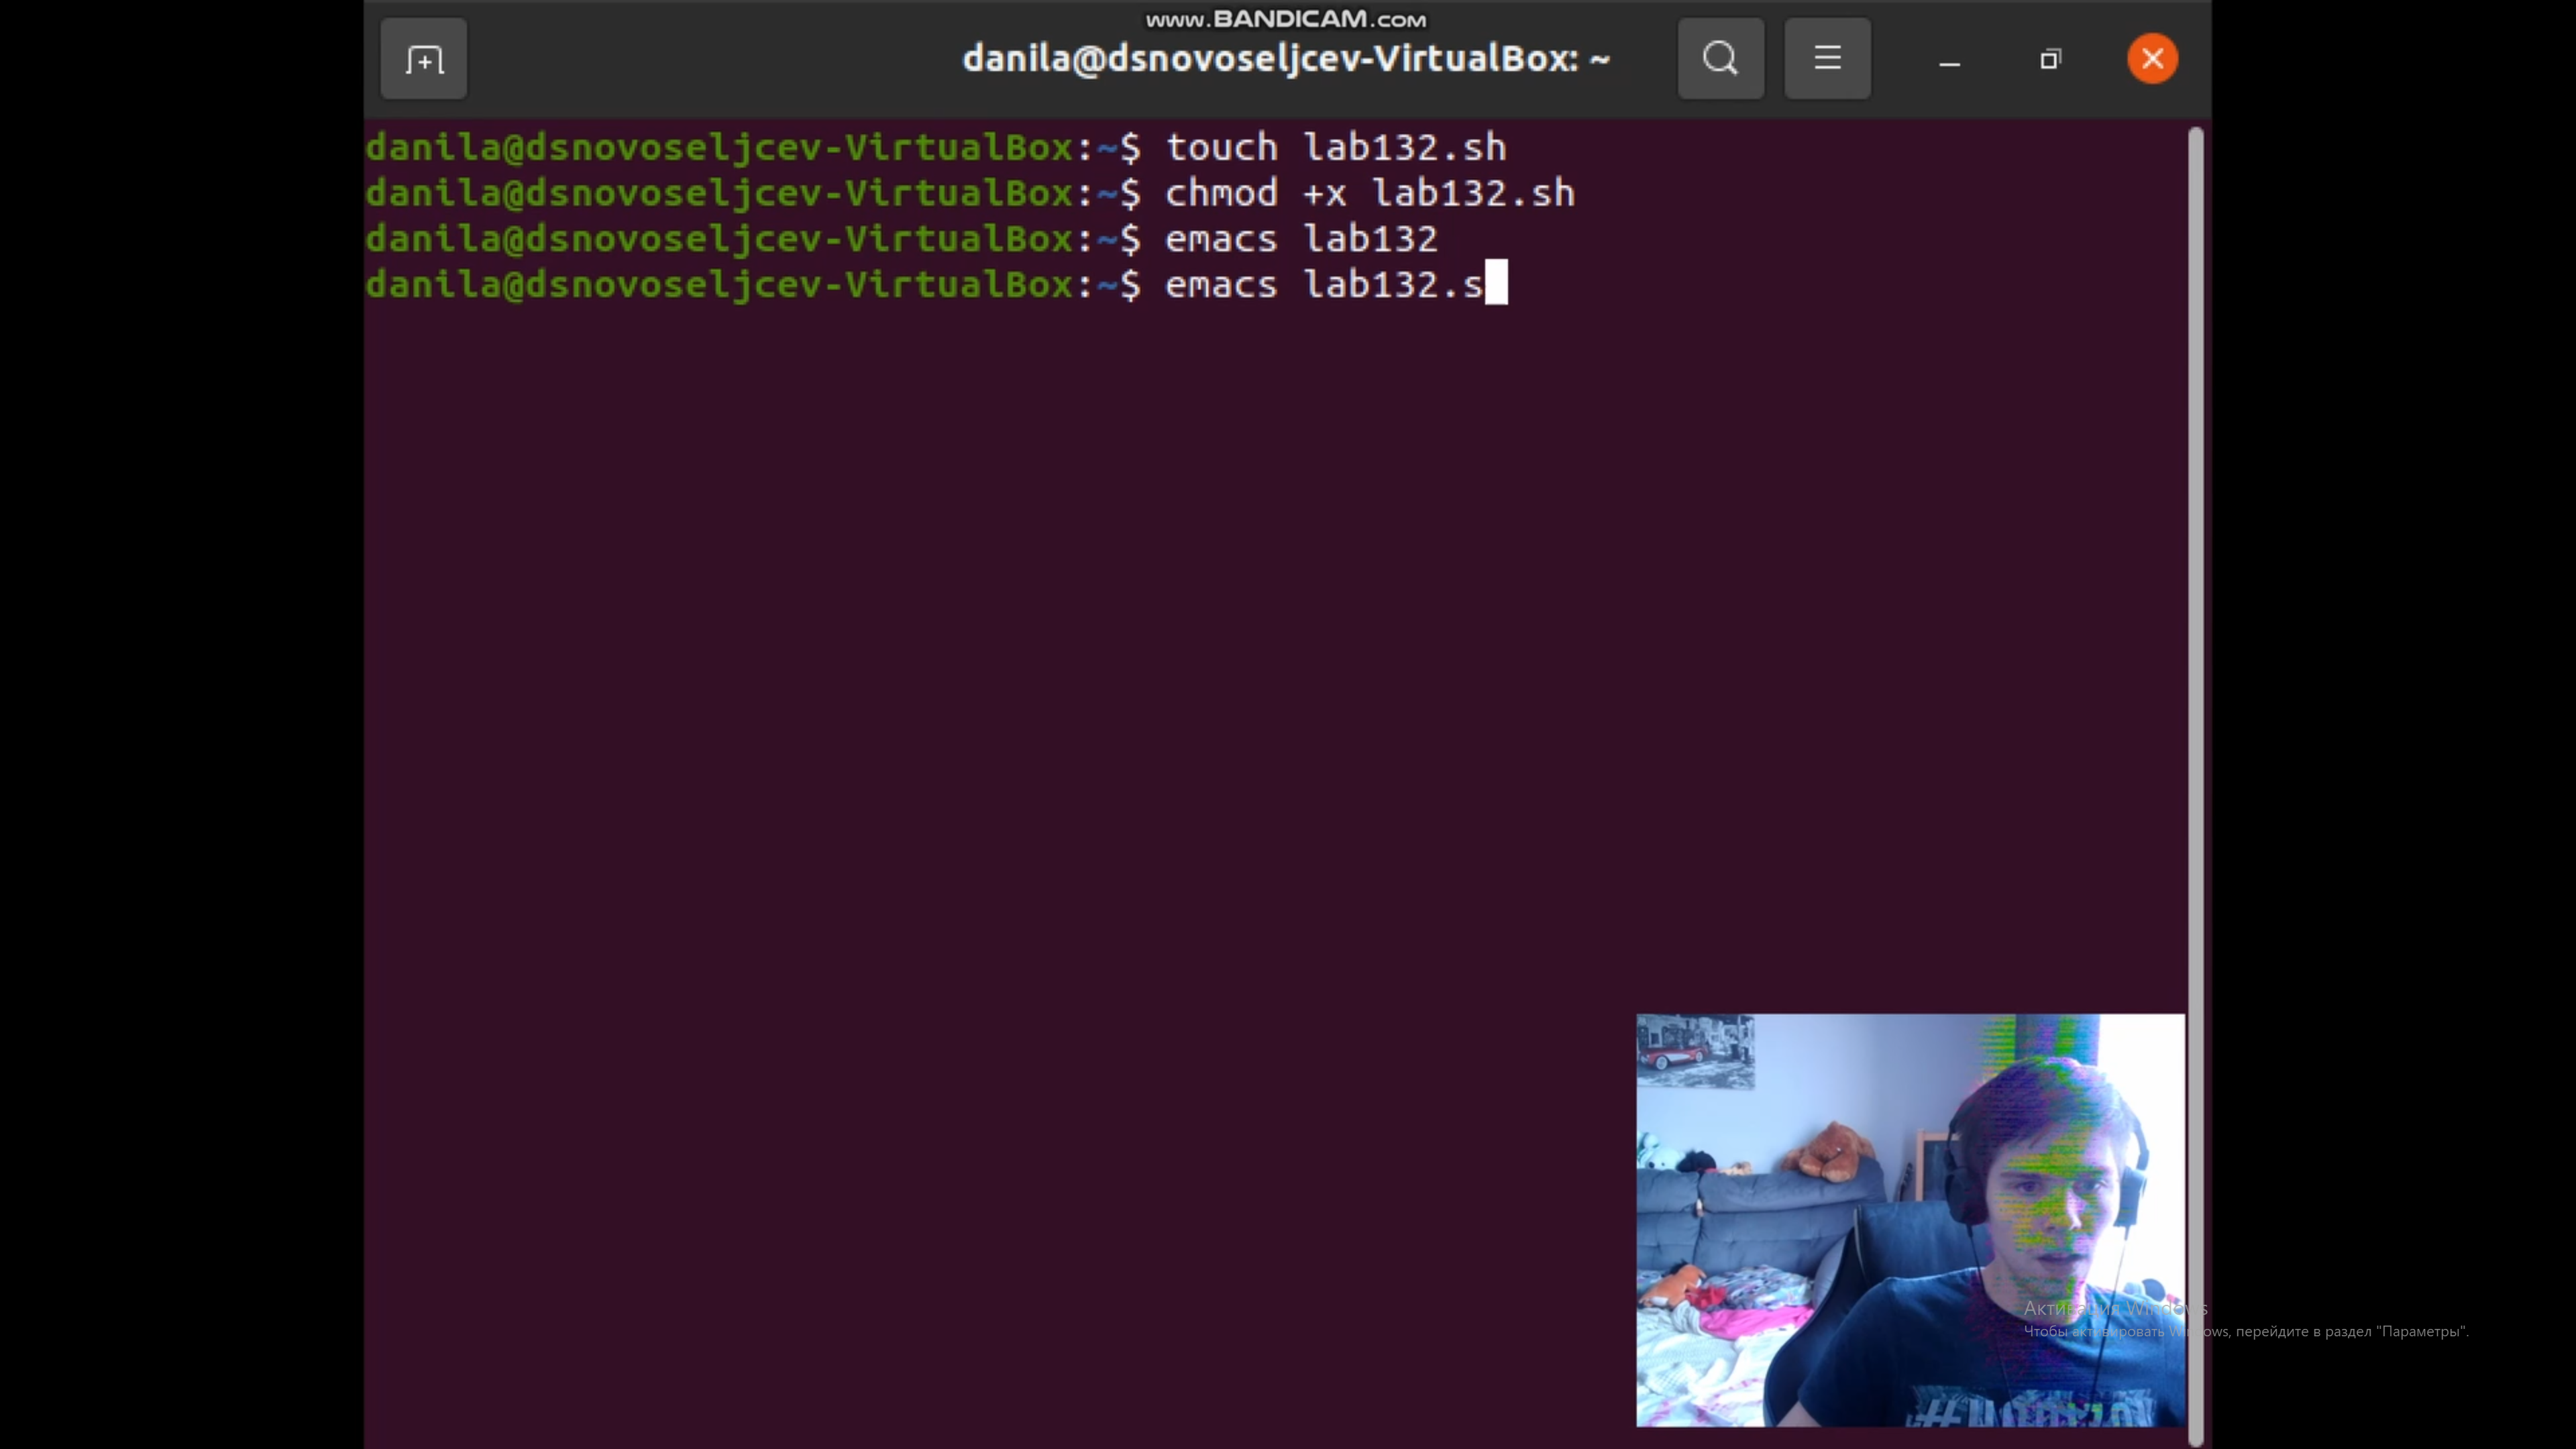 www.BANDICAM.com
danila@dsnovoseljcev-VirtualBox: ~
danila@dsnovoseljcev-VirtualBox:~$ touch lab132.sh
danila@dsnovoseljcev-VirtualBox:~$ chmod +x lab132.sh
danila@dsnovoseljcev-VirtualBox:~$ emacs lab132
danila@dsnovoseljcev-VirtualBox:~$ emacs lab132.s
Активация Windows
Чтобы активировать Windows, перейдите в раздел "Параметры".